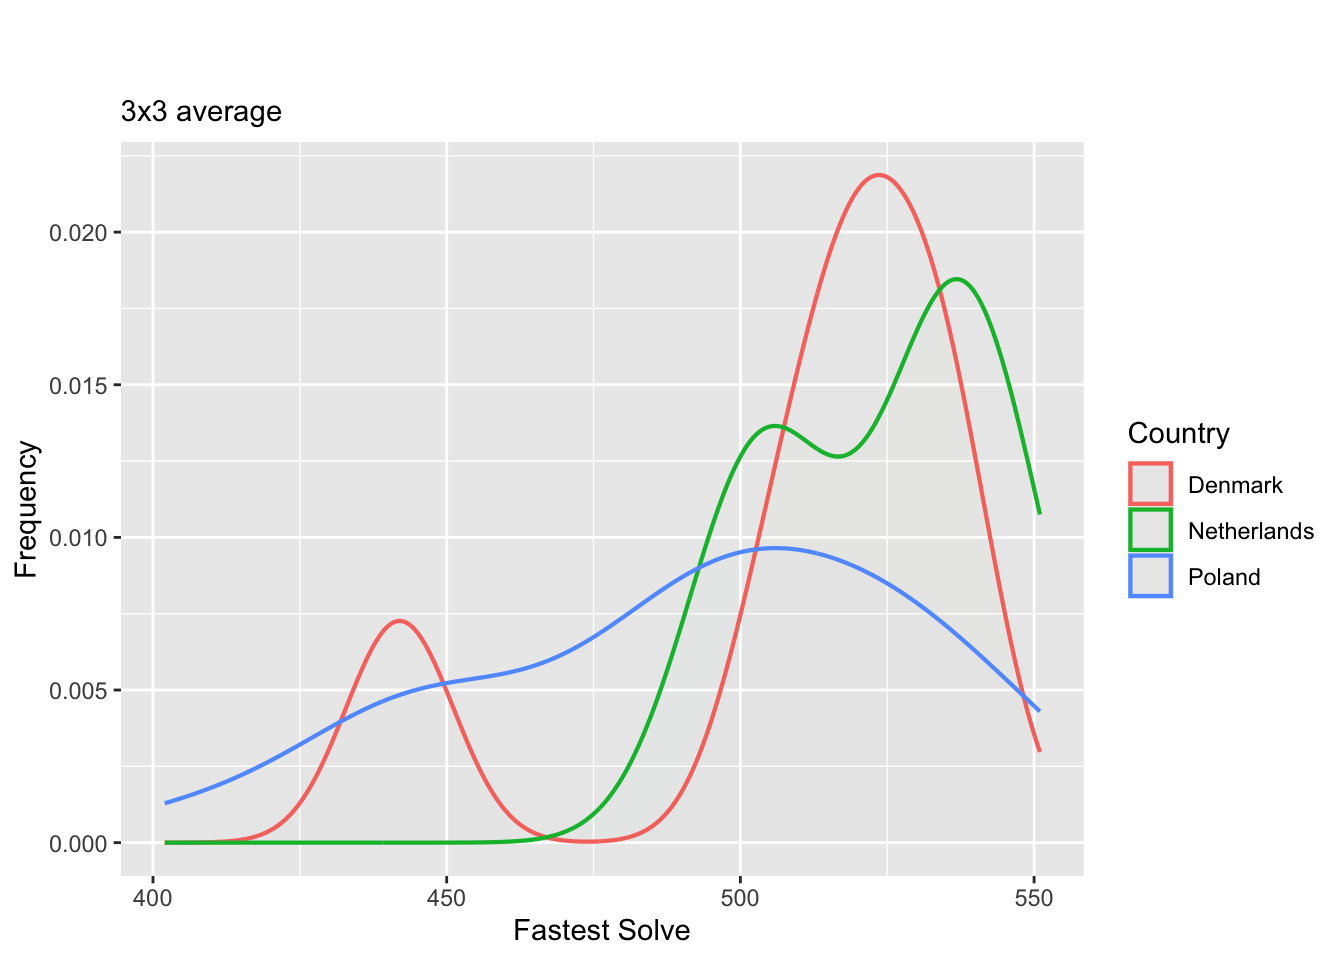 3x3 average
Frequency
0.020
0.015
0.010
0.005
0.000
400 450 500 550
Fastest Solve
Country
Denmark
Netherlands
Poland